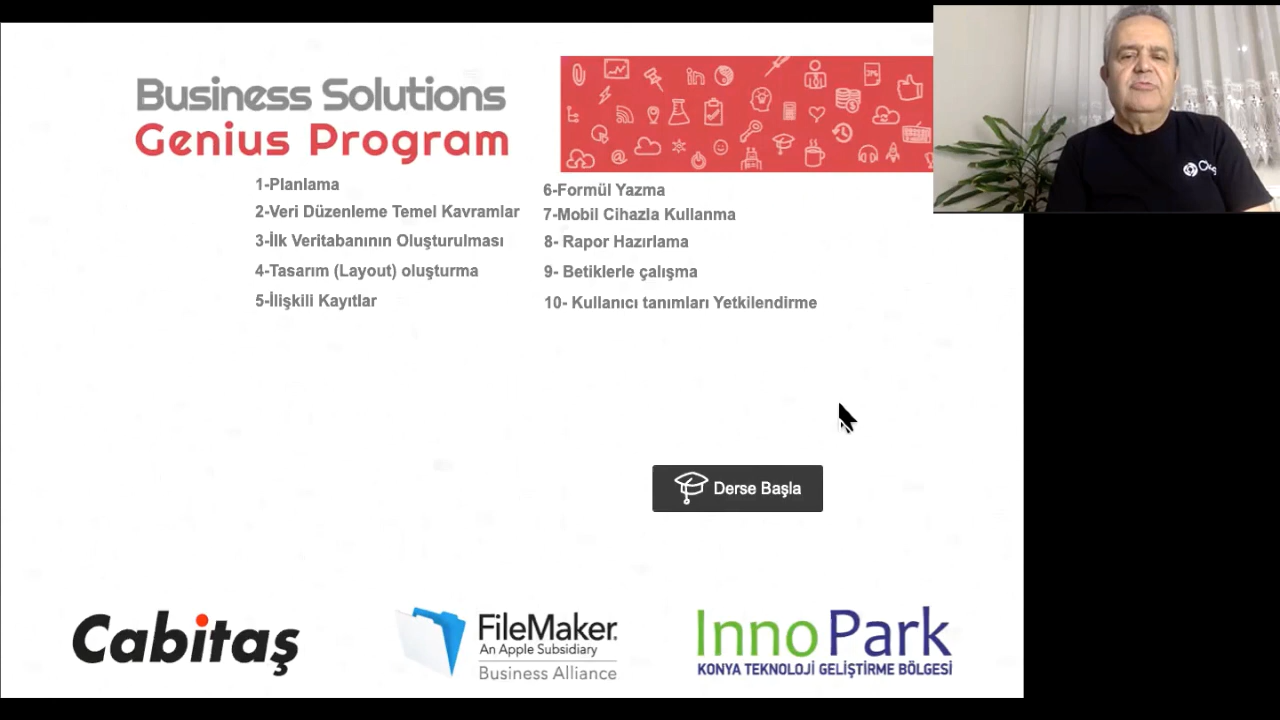 Business Solutions
Genius Program
1-Planlama
2-Veri Düzenleme Temel Kavramlar
3-İlk Veritabanının Oluşturulması
4-Tasarım (Layout) oluşturma
5-İlişkili Kayıtlar
6-Formül Yazma
7-Mobil Cihazla Kullanma
8- Rapor Hazırlama
9- Betiklerle çalışma
10- Kullanıcı tanımları Yetkilendirme
Derse Başla
Cabitaş
FileMaker.
An Apple Subsidiary
Business Alliance
InnoPark
KONYA TEKNOLOJİ GELİŞTİRME BÖLGESİ